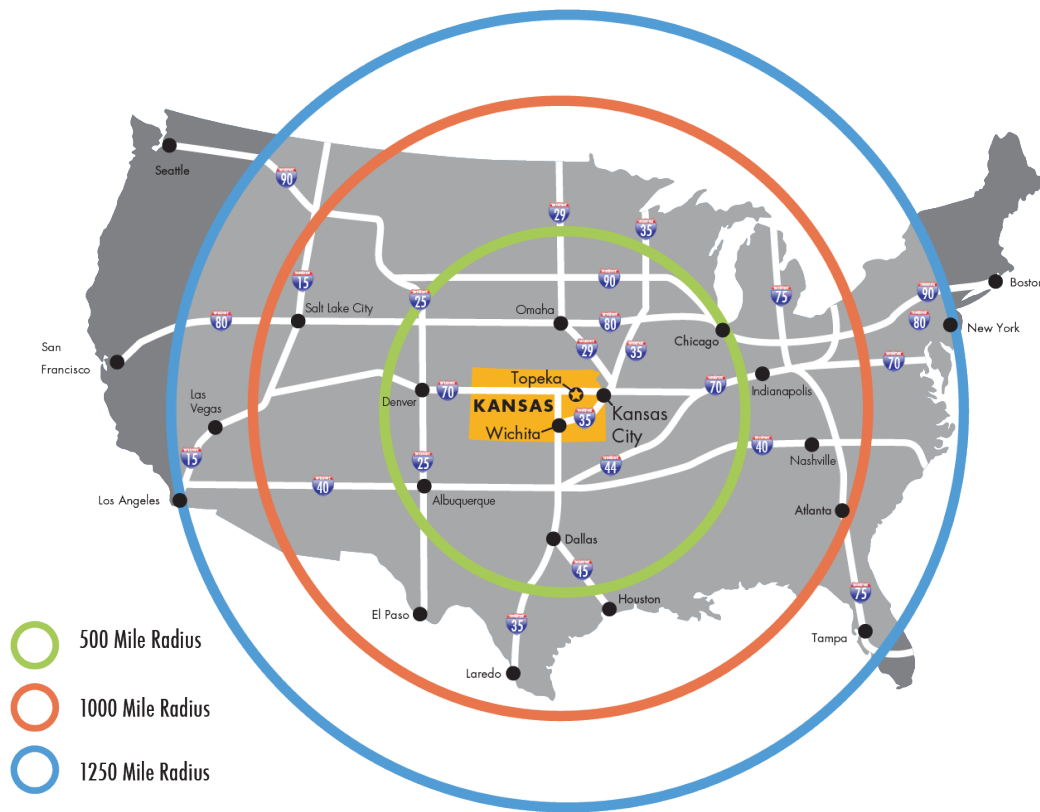 Seattle
90
29
35
15
25
90
75
90
Boston
Salt Lake City
Omaha
80
80
80
New York
Chicago
San
Francisco
29
35
70
Topeka
70
Indianapolis
Denver
70
KANSAS
Las
Vegas
35
Kansas
City
Wichita
15
25
44
40
Nashville
Los Angeles
40
Albuquerque
Atlanta
Dallas
45
75
El Paso
Houston
35
Tampa
Laredo
500 Mile Radius
1000 Mile Radius
1250 Mile Radius